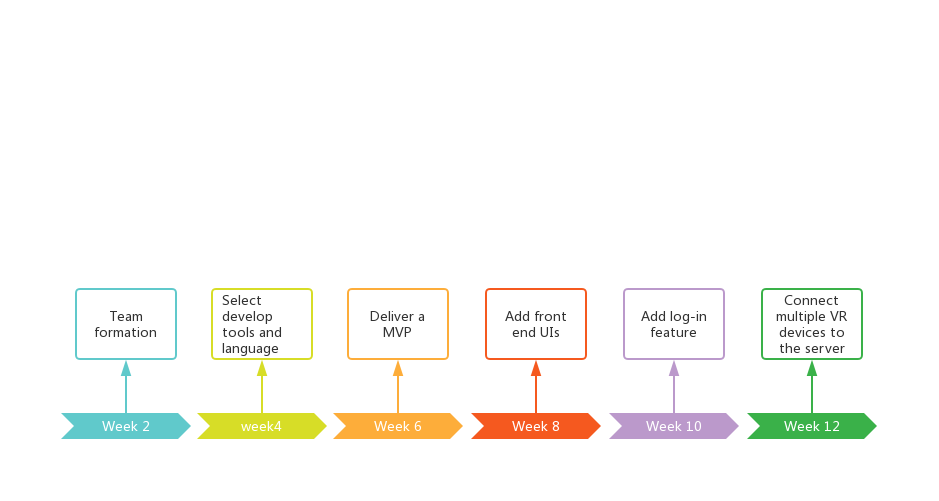 Team
formation
Select
develop
tools and
language
Deliver a
MVP
Add front
end UIs
Add log-in
feature
Connect
multiple VR
devices to
the server
Week 2
week4
Week 6
Week 8
Week 10
Week 12